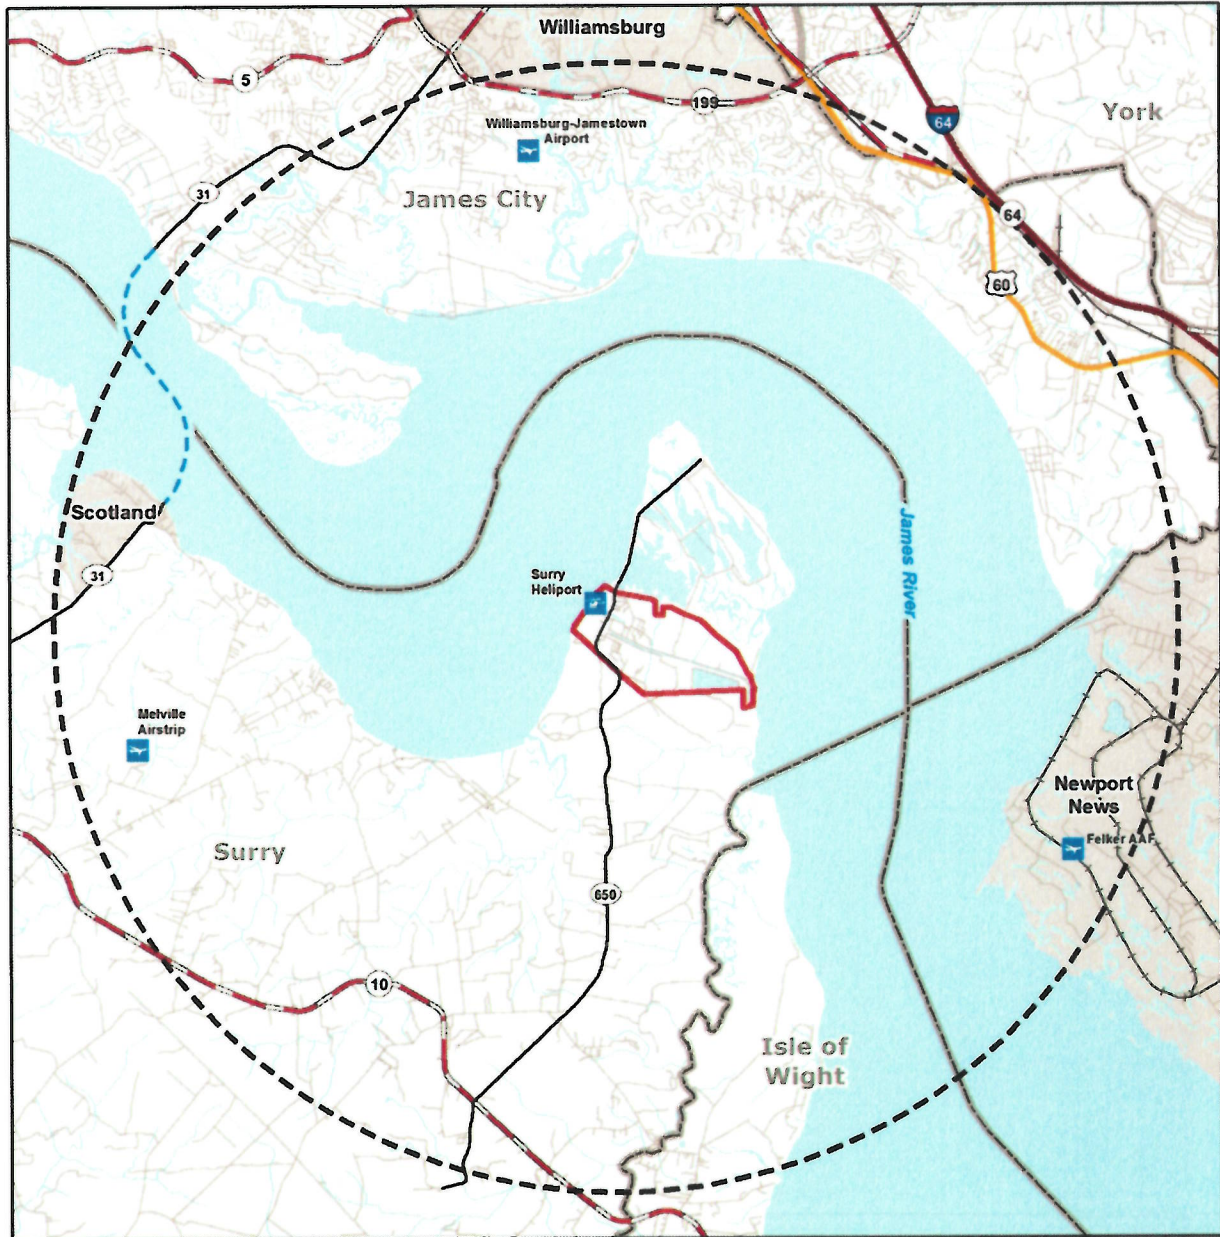 Williamsburg
5
199
64
York
Williamsburg-Jamestown
Airport
31
James City
64
60
Scotland
James River
31
Surry
Heliport
Melville
Airstrip
Newport
News
Felker AAF
Surry
650
10
Isle of
Wight